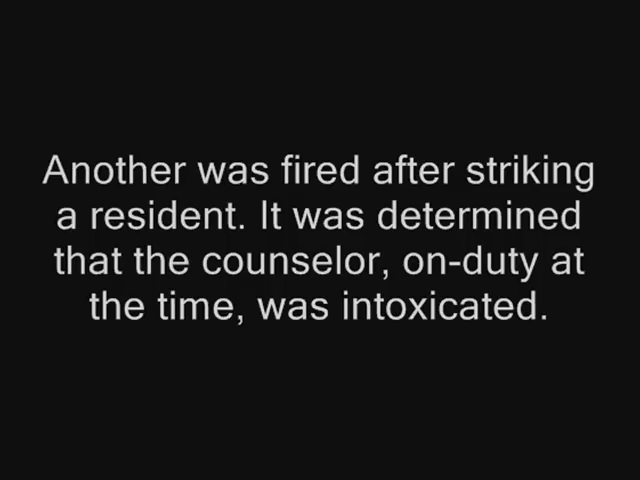 Another was fired after striking
a resident. It was determined
that the counselor, on-duty at
the time, was intoxicated.